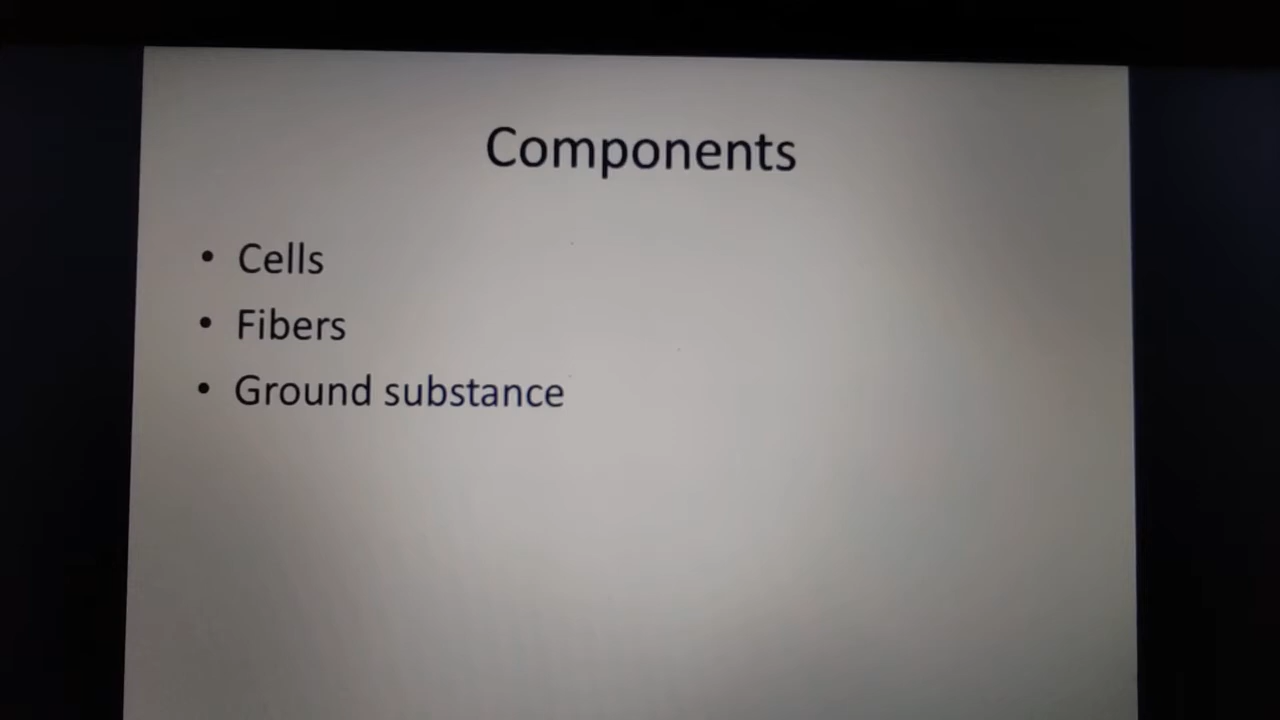 Components
• Cells
• Fibers
• Ground substance